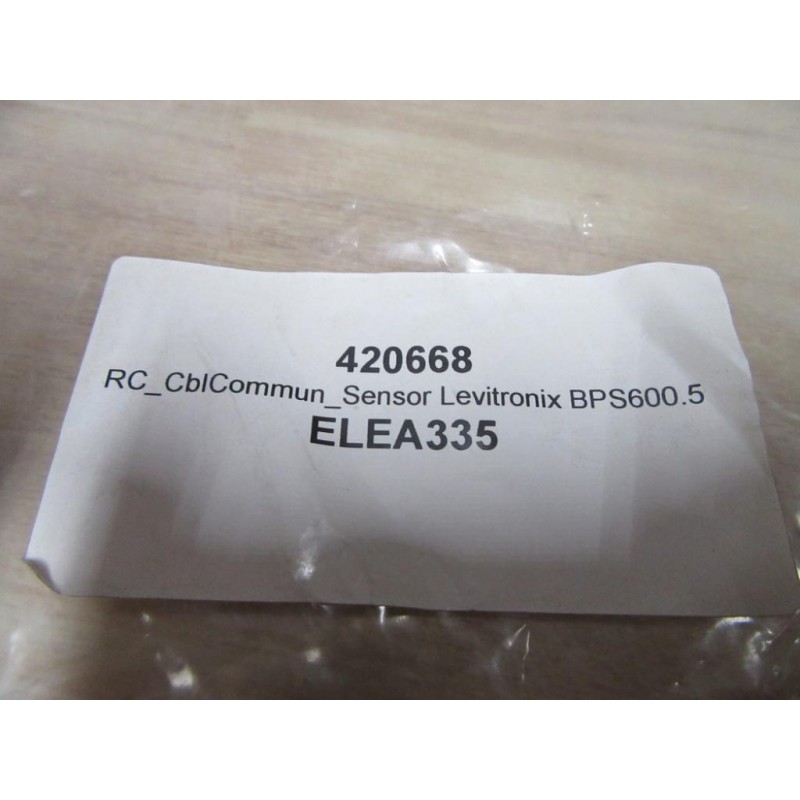 420668
RC_CblCommun_Sensor Levitronix BPS600.5
ELEA335